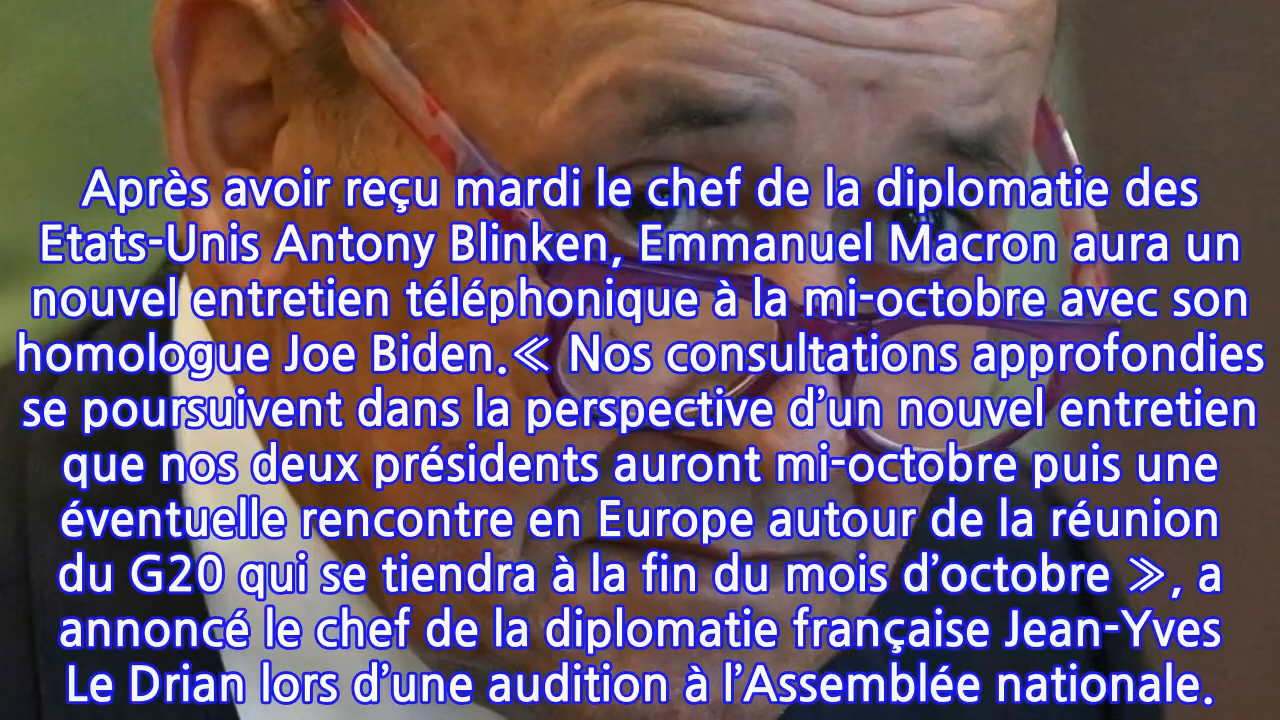 Après avoir reçu mardi le chef de la diplomatie des
Etats-Unis Antony Blinken, Emmanuel Macron aura un
nouvel entretien téléphonique à la mi-octobre avec son
homologue Joe Biden.≪ Nos consultations approfondies
se poursuivent dans la perspective d’un nouvel entretien
que nos deux présidents auront mi-octobre puis une
éventuelle rencontre en Europe autour de la réunion
du G20 qui se tiendra à la fin du mois d’octobre ≫, a
annoncé le chef de la diplomatie française Jean-Yves
Le Drian lors d’une audition à l’Assemblée nationale.